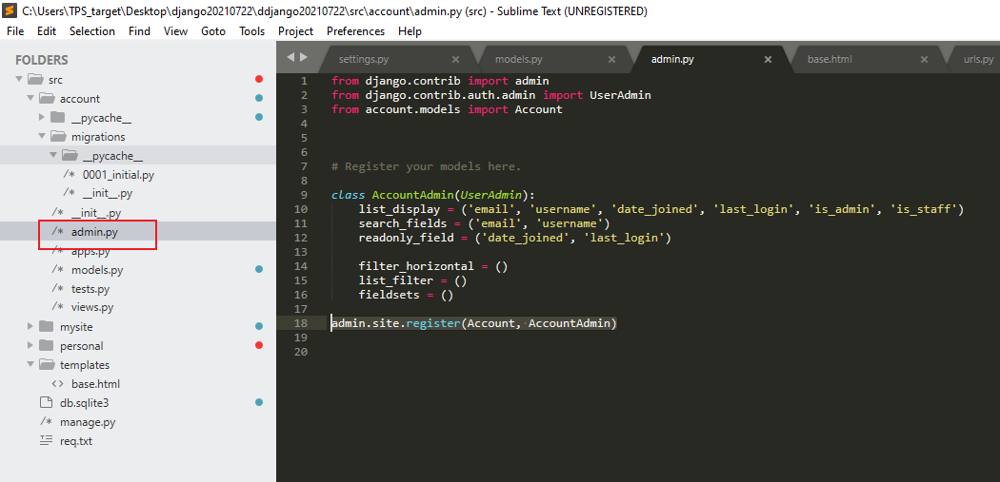 C:\Users\TPS_target\Desktop\django20210722\ddjango20210722\src\account\admin.py (src) - Sublime Text (UNREGISTERED)
File Edit Selection Find View Goto Tools Project Preferences Help
FOLDERS
src
account
__pycache__
migrations
__pycache__
/* 0001_initial.py
/* __init__.py
/* __init__.py
/* admin.py
/* apps.py
/* models.py
/* tests.py
/* views.py
mysite
personal
templates
<> base.html
db.sqlite3
/* manage.py
req.txt
settings.py × models.py × admin.py × base.html × urls.py
1 from django.contrib import admin
2 from django.contrib.auth.admin import UserAdmin
3 from account.models import Account
4
5
6
7 # Register your models here.
8
9 class AccountAdmin(UserAdmin):
10 list_display = ('email', 'username', 'date_joined', 'last_login', 'is_admin', 'is_staff')
11 search_fields = ('email', 'username')
12 readonly_field = ('date_joined', 'last_login')
13
14 filter_horizontal = ()
15 list_filter = ()
16 fieldsets = ()
17
18 admin.site.register(Account, AccountAdmin)
19
20